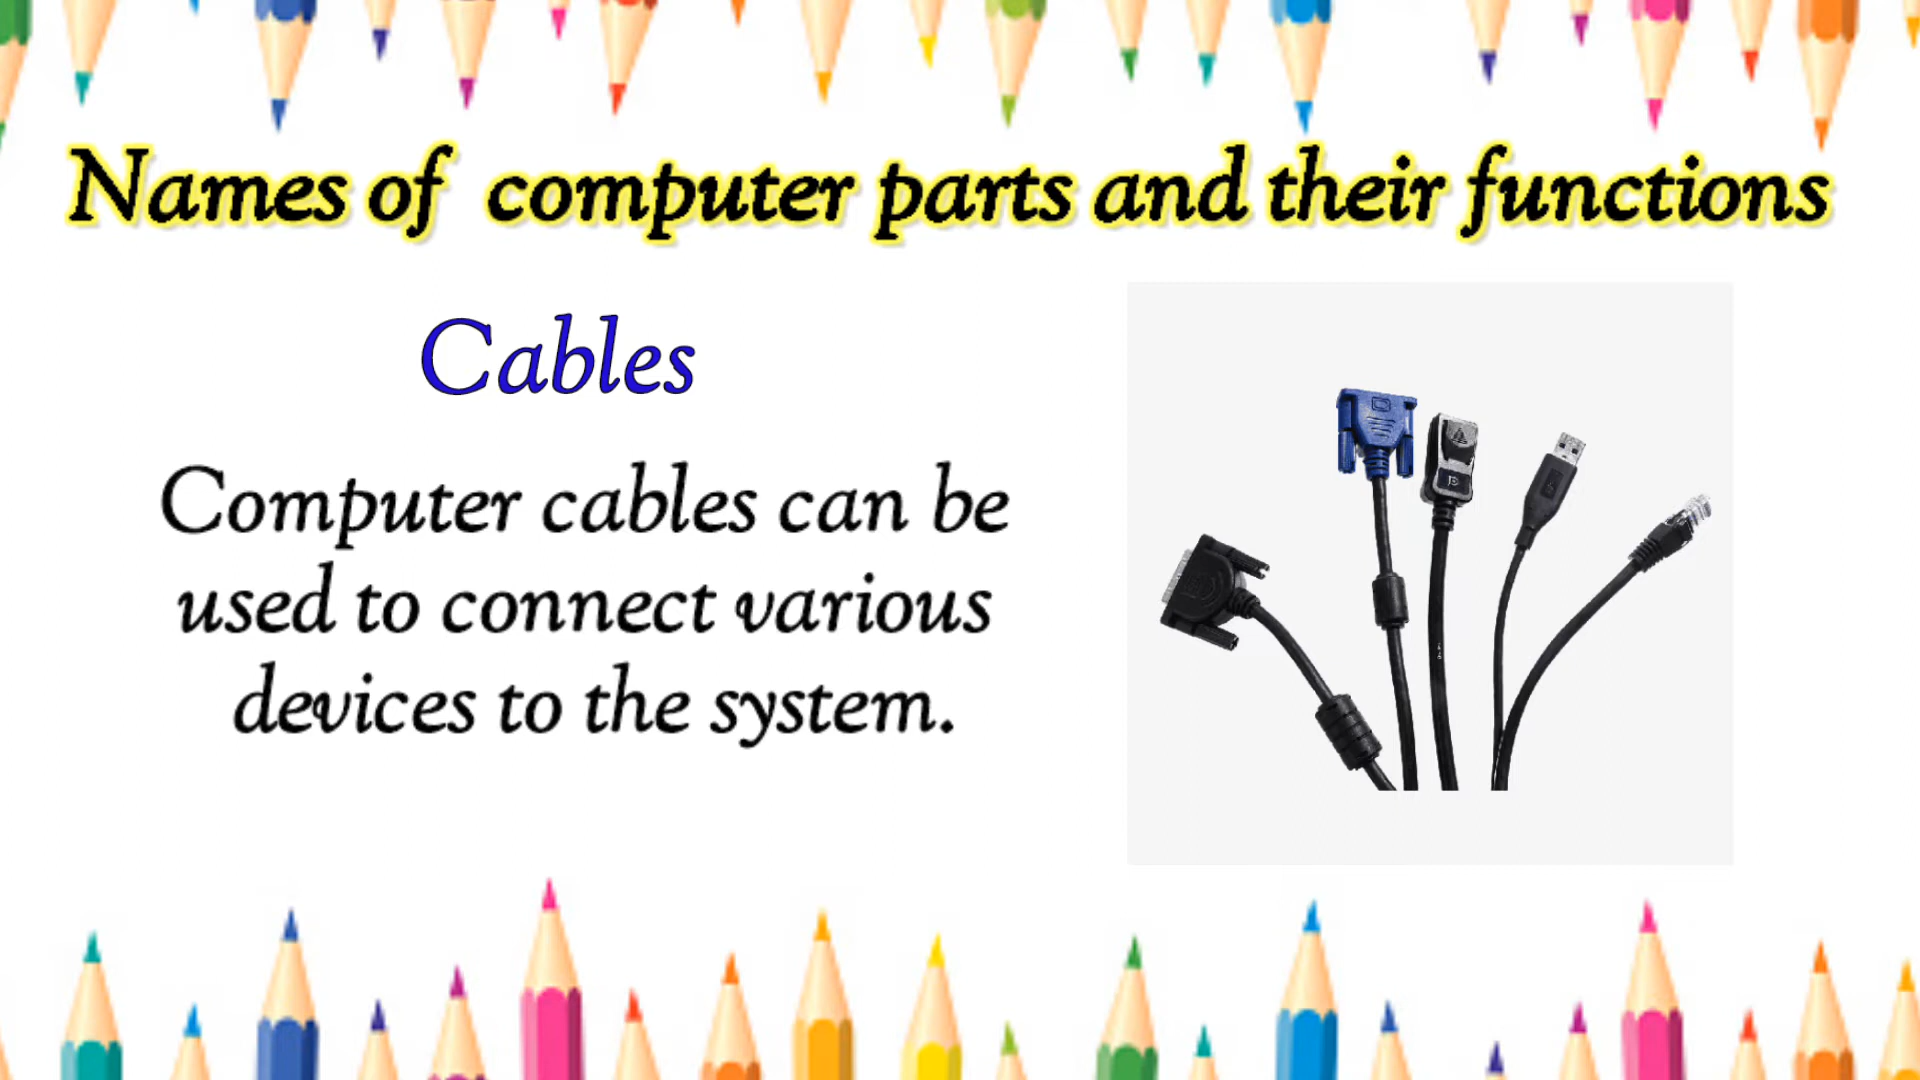 Names of computer parts and their functions
Cables
Computer cables can be
used to connect various
devices to the system.